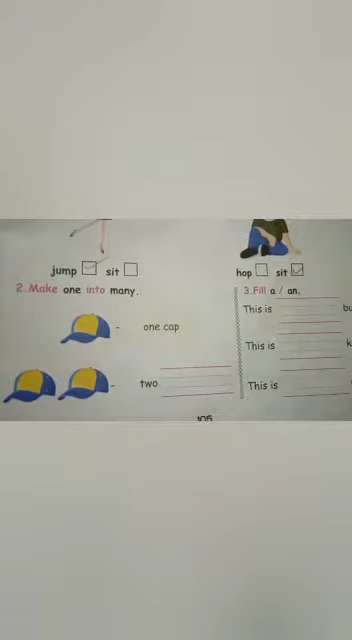 jump sit
hop sit
2.Make one into many.
- one cap
- two
3.Fill a / an.
This is
This is
This is